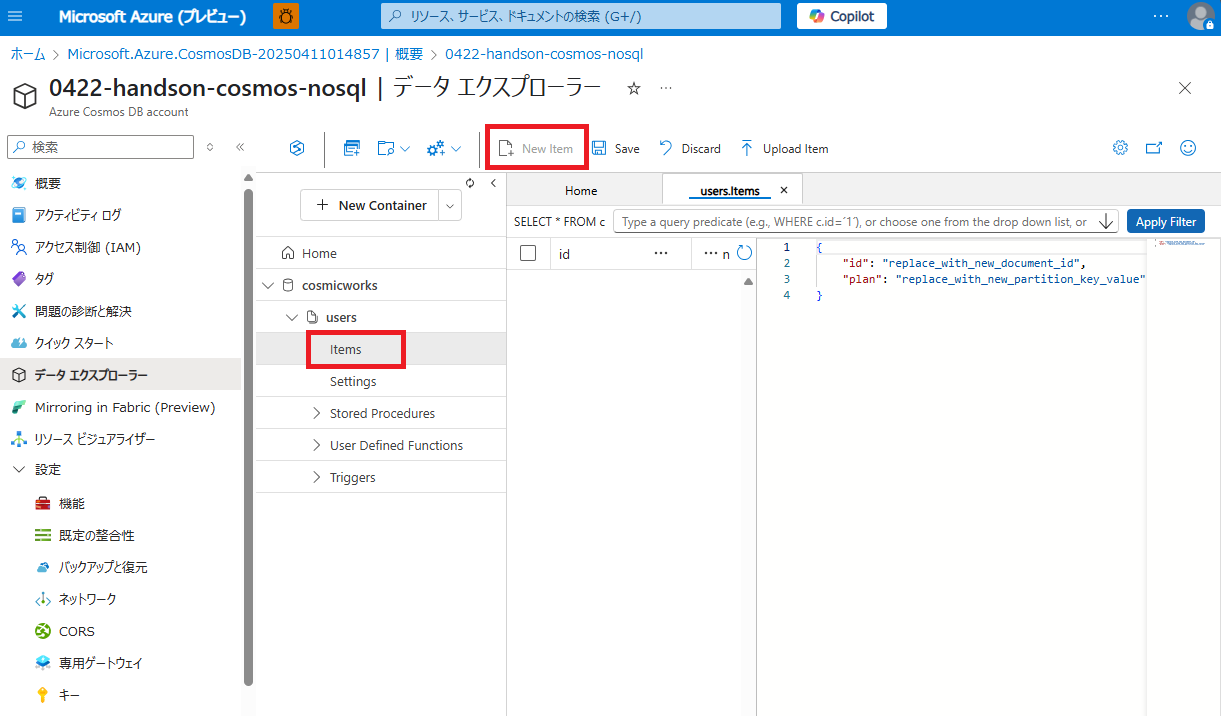 Microsoft Azure (プレビュー)
リソース、サービス、ドキュメントの検索 (G+/)
Copilot
ホーム > Microsoft.Azure.CosmosDB-20250411014857 | 概要 > 0422-handson-cosmos-nosql
0422-handson-cosmos-nosql | データ エクスプローラー
Azure Cosmos DB account
検索
New Item
Save
Discard
Upload Item
概要
アクティビティ ログ
アクセス制御 (IAM)
タグ
問題の診断と解決
クイック スタート
データ エクスプローラー
Mirroring in Fabric (Preview)
リソース ビジュアライザー
設定
機能
既定の整合性
バックアップと復元
ネットワーク
CORS
専用ゲートウェイ
キー
New Container
Home
cosmicworks
users
Items
Settings
Stored Procedures
User Defined Functions
Triggers
Home
users.Items
SELECT * FROM c
Type a query predicate (e.g., WHERE c.id=´1´), or choose one from the drop down list, or
Apply Filter
id
n
1 {
2 "id": "replace_with_new_document_id",
3 "plan": "replace_with_new_partition_key_value"
4 }